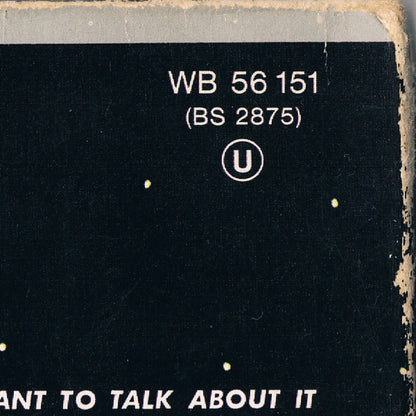 WB 56 151
(BS 2875)
U
ANT TO TALK ABOUT IT